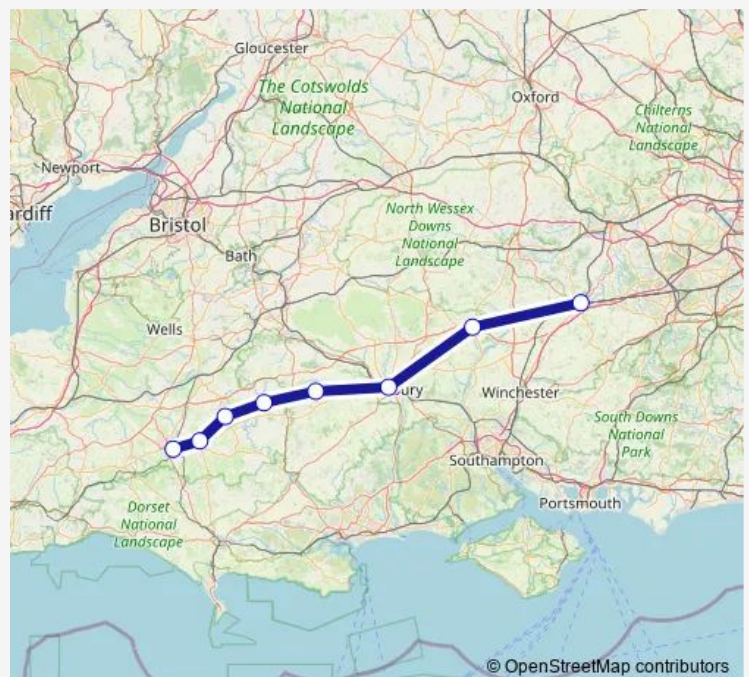 Gloucester
The Cotswolds
National
Landscape
Oxford
Chilterns
National
Landscape
Newport
ardiff
Bristol
North Wessex
Downs
National
Landscape
Bath
Wells
bury
Winchester
South Downs
National
Park
Southampton
Portsmouth
Dorset
National
Landscape
© OpenStreetMap contributors